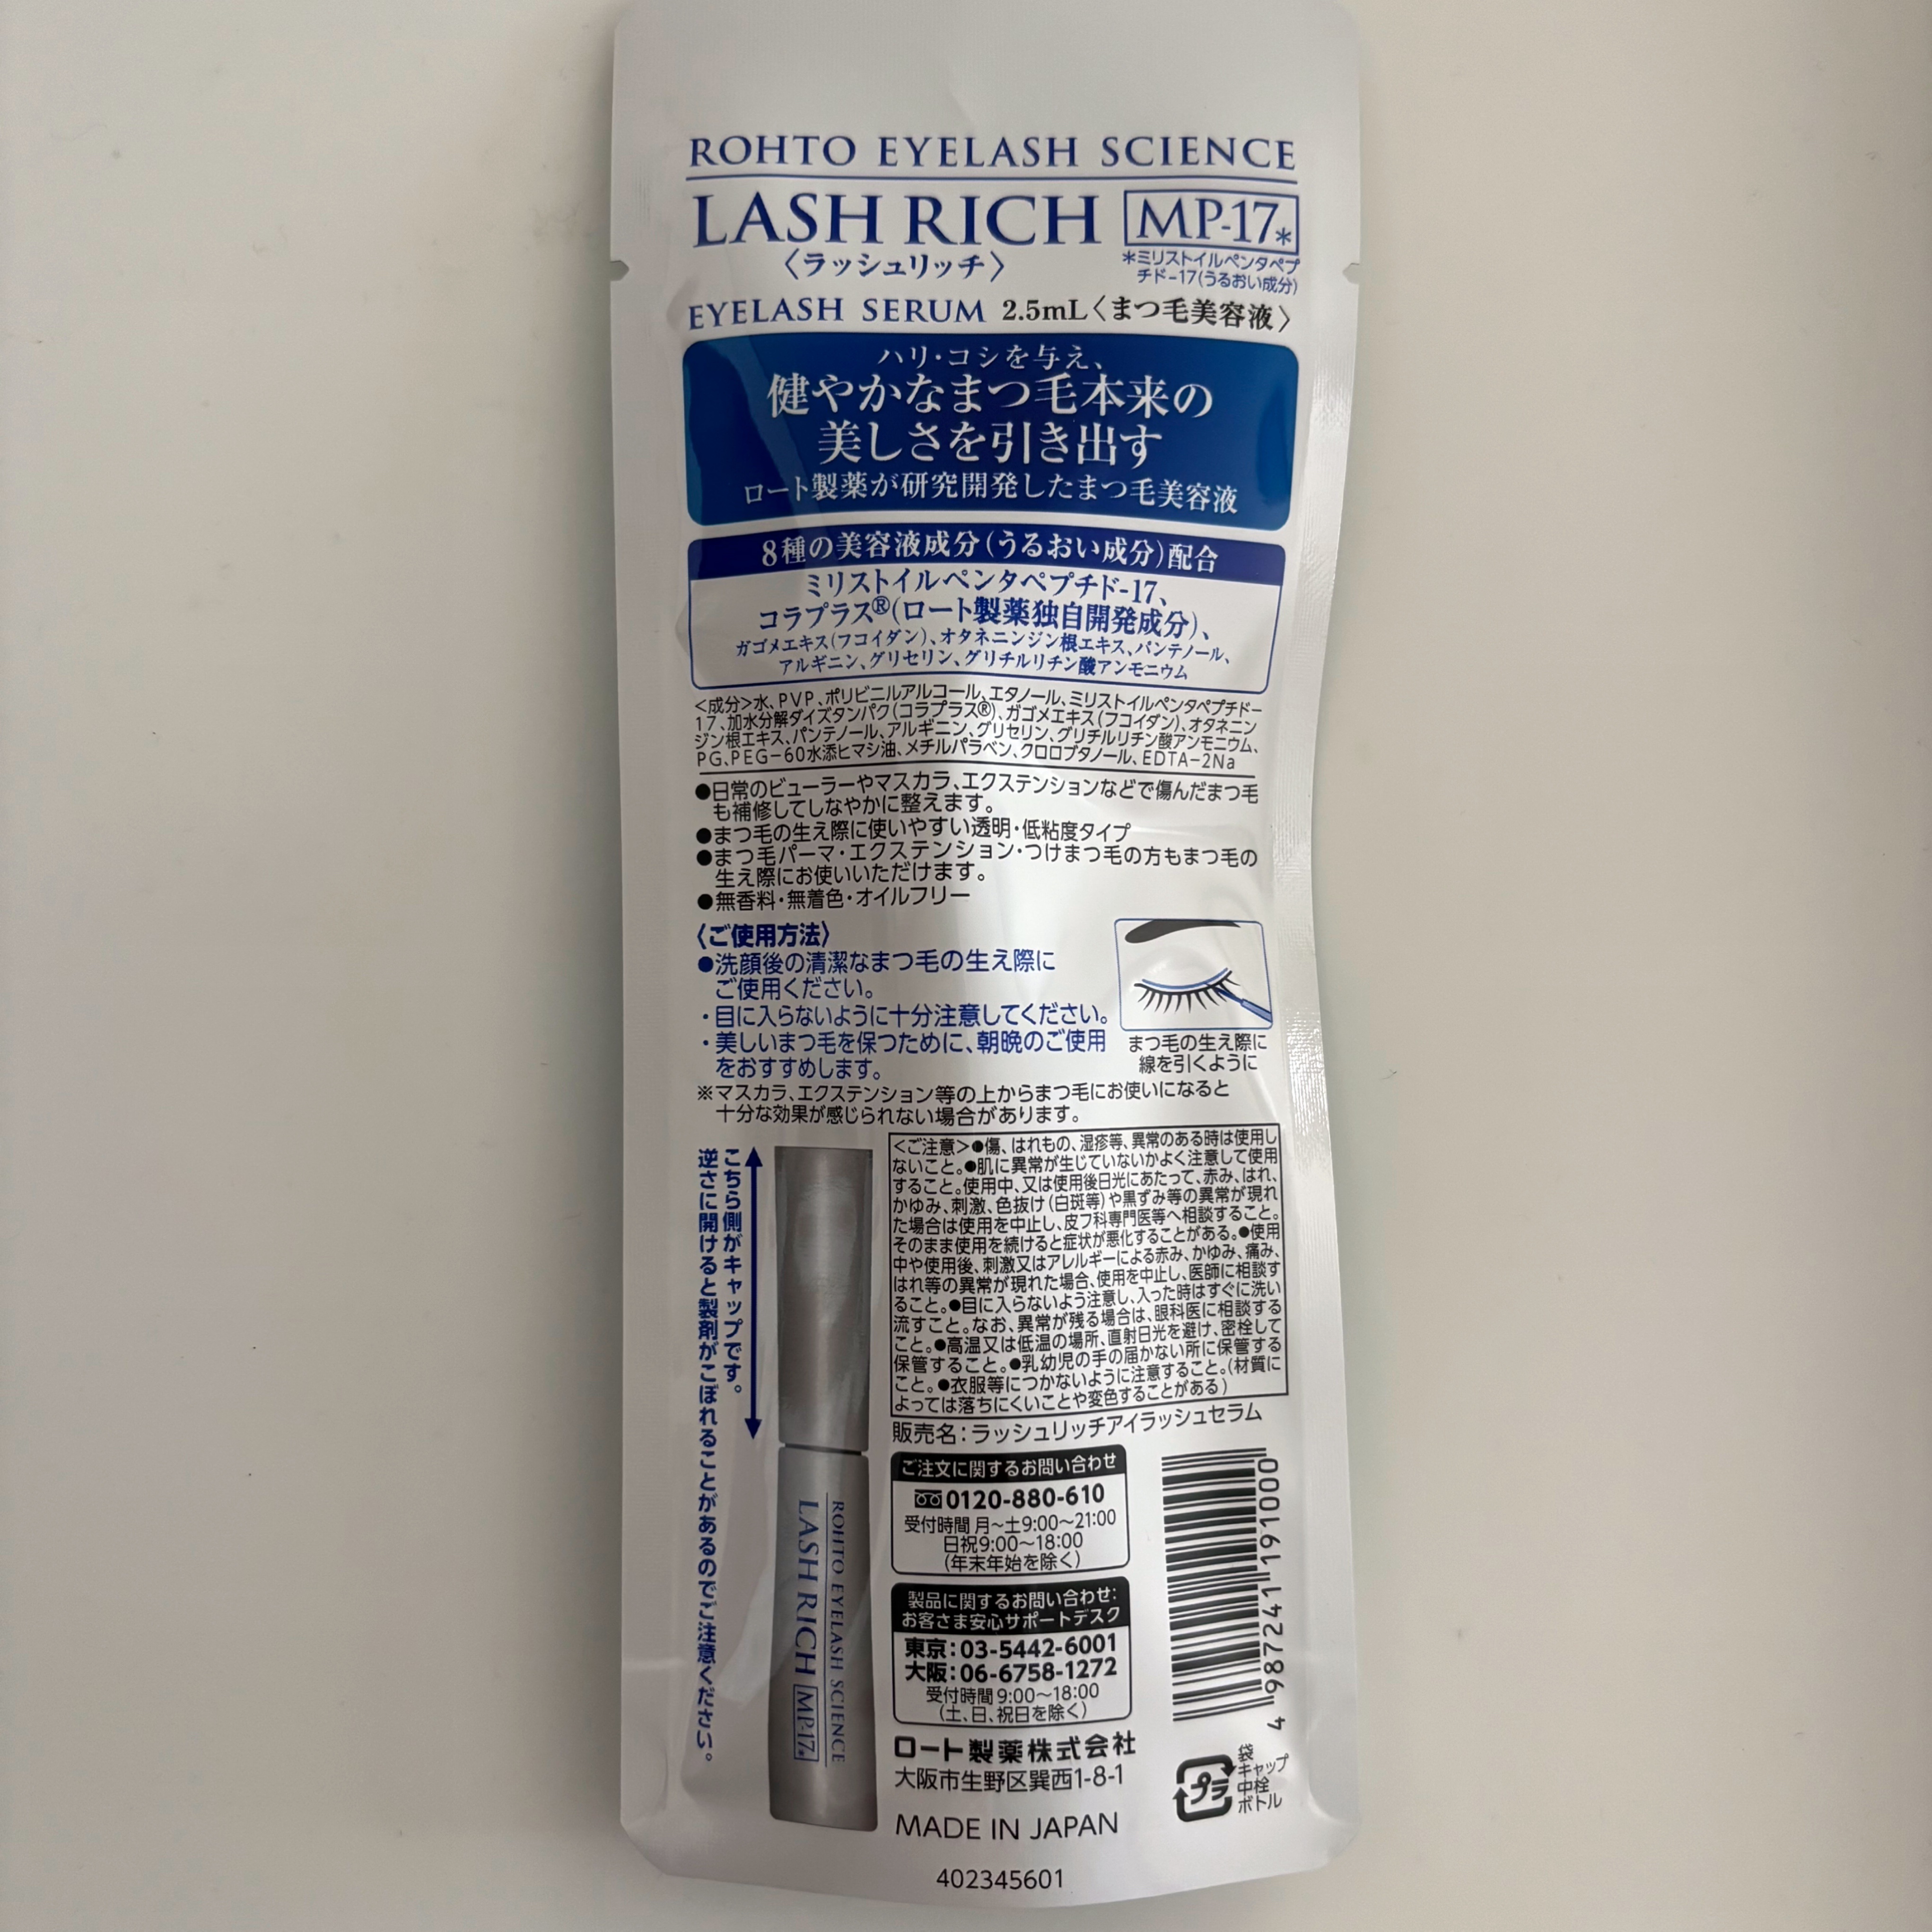 ROHTO EYELASH SCIENCE
LASH RICH MP-17*
〈ラッシュリッチ〉
*ミリストイルペンタペプ
チド-17(うるおい成分)
EYELASH SERUM 2.5mL〈まつ毛美容液〉
ハリ・コシを与え、
健やかなまつ毛本来の
美しさを引き出す
ロート製薬が研究開発したまつ毛美容液
8種の美容液成分(うるおい成分)配合
ミリストイルペンタペプチド-17、
コラプラス®(ロート製薬独自開発成分)、
ガゴメエキス(フコイダン)、オタネニンジン根エキス、パンテノール、
アルギニン、グリセリン、グリチルリチン酸アンモニウム
<成分>水、PVP、ポリビニルアルコール、エタノール、ミリストイルペンタペプチド-
17、加水分解ダイズタンパク(コラプラス®)、ガゴメエキス(フコイダン)、オタネニン
ジン根エキス、パンテノール、アルギニン、グリセリン、グリチルリチン酸アンモニウム、
PG、PEG-60水添ヒマシ油、メチルパラベン、クロロブタノール、EDTA-2Na
●日常のビューラーやマスカラ、エクステンションなどで傷んだまつ毛
も補修してしなやかに整えます。
●まつ毛の生え際に使いやすい透明・低粘度タイプ
●まつ毛パーマ・エクステンション・つけまつ毛の方もまつ毛の
生え際にお使いいただけます。
●無香料・無着色・オイルフリー
〈ご使用方法〉
●洗顔後の清潔なまつ毛の生え際に
ご使用ください。
・目に入らないように十分注意してください。
・美しいまつ毛を保つために、朝晩のご使用
をおすすめします。
まつ毛の生え際に
線を引くように
※マスカラ、エクステンション等の上からまつ毛にお使いになると
十分な効果が感じられない場合があります。
こちら側がキャップです。
逆さに開けると製剤がこぼれることがあるのでご注意ください。
ROHTO EYELASH SCIENCE
LASH RICH MP-17*
<ご注意>●傷、はれもの、湿疹等、異常のある時は使用し
ないこと。●肌に異常が生じていないかよく注意して使用
すること。使用中、又は使用後日光にあたって、赤み、はれ、
かゆみ、刺激、色抜け(白斑等)や黒ずみ等の異常が現れ
た場合は使用を中止し、皮フ科専門医等へ相談すること。
そのまま使用を続けると症状が悪化することがある。●使用
中や使用後、刺激又はアレルギーによる赤み、かゆみ、痛み、
はれ等の異常が現れた場合、使用を中止し、医師に相談す
ること。●目に入らないよう注意し、入った時はすぐに洗い
流すこと。なお、異常が残る場合は、眼科医に相談する
こと。●高温又は低温の場所、直射日光を避け、密栓して
保管すること。●乳幼児の手の届かない所に保管する
こと。●衣服等につかないように注意すること。(材質に
よっては落ちにくいことや変色することがある)
販売名:ラッシュリッチアイラッシュセラム
ご注文に関するお問い合わせ
0120-880-610
受付時間 月〜土9:00〜21:00
日祝9:00〜18:00
(年末年始を除く)
製品に関するお問い合わせ:
お客さま安心サポートデスク
東京:03-5442-6001
大阪:06-6758-1272
受付時間 9:00〜18:00
(土、日、祝日を除く)
4 987241 191000
ロート製薬株式会社
大阪市生野区巽西1-8-1
MADE IN JAPAN
プラ
袋
キャップ
中栓
ボトル
402345601